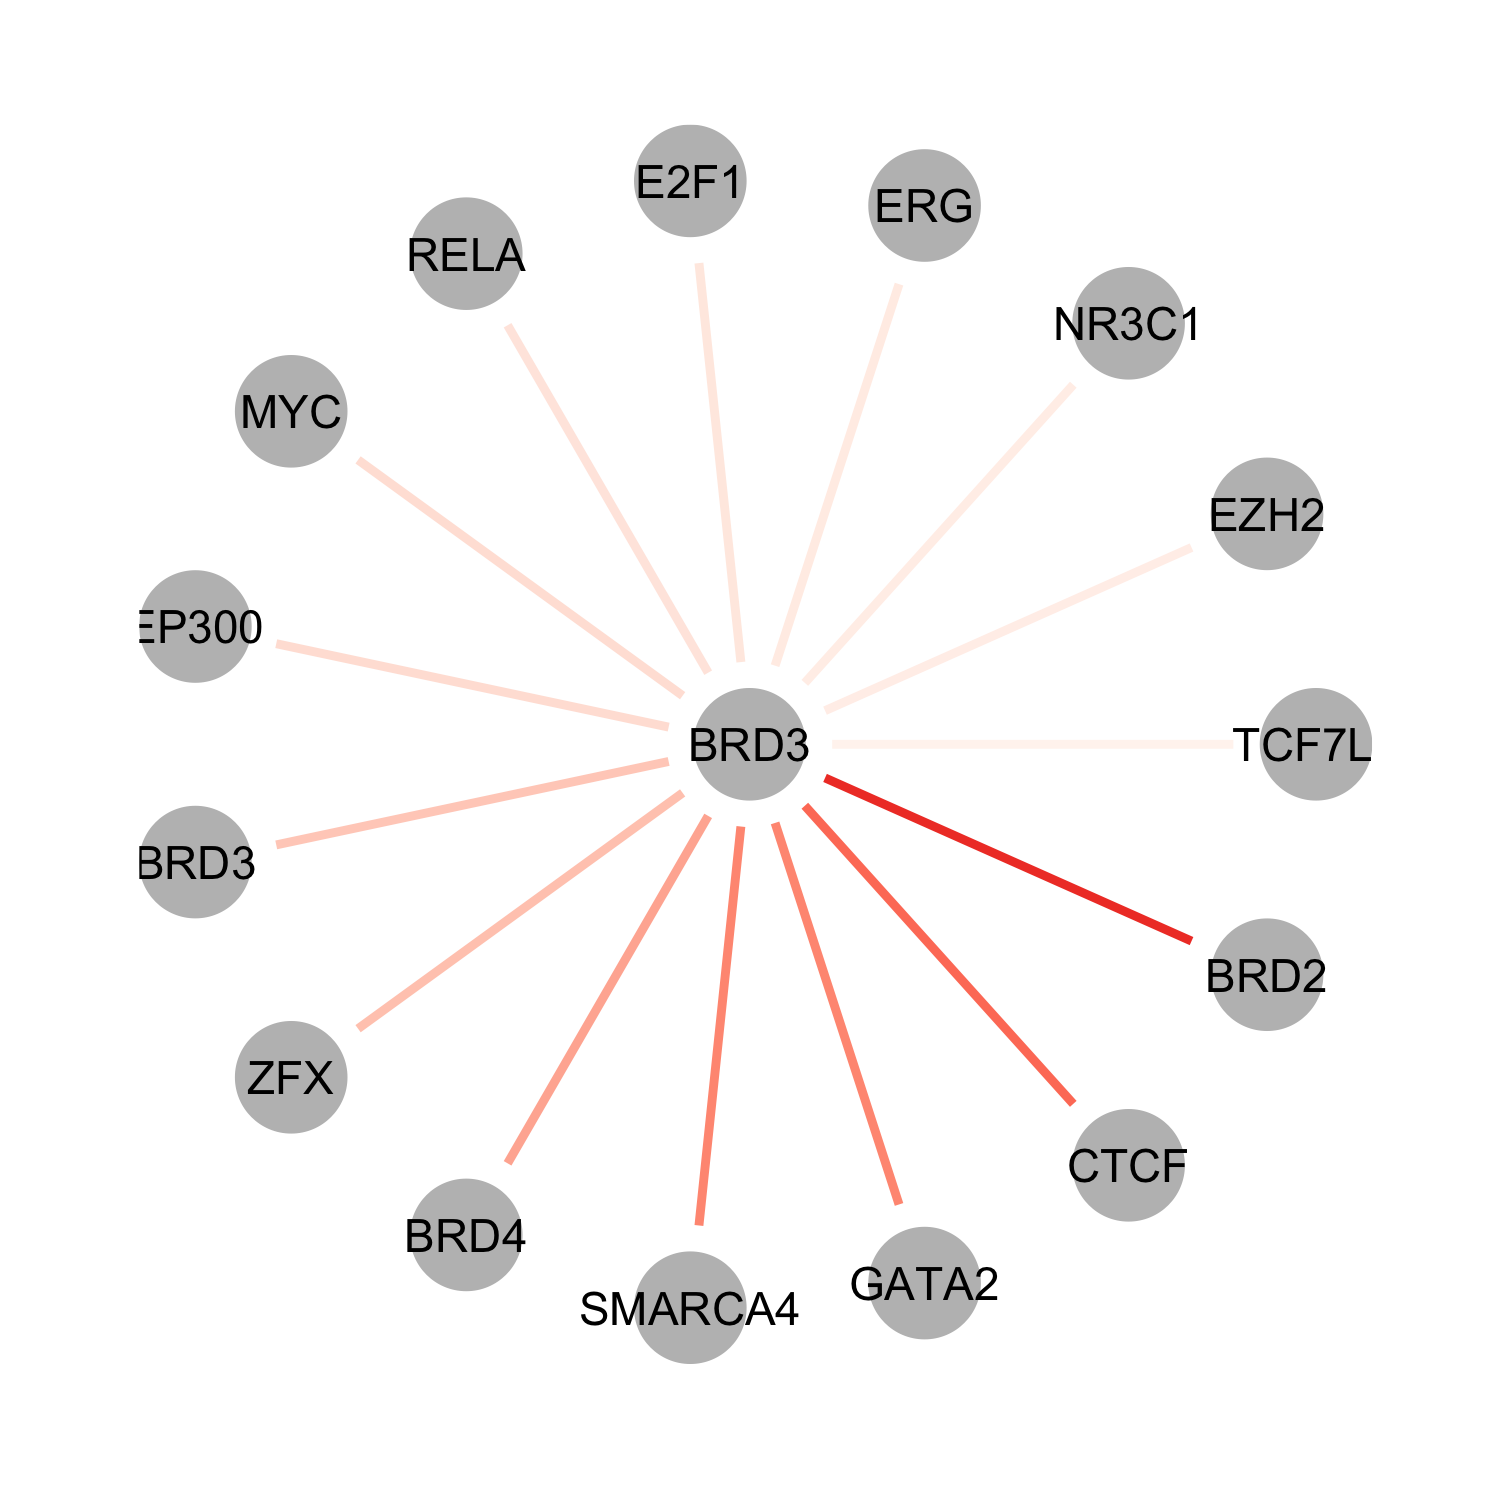 E2F1
ERG
RELA
NR3C1
MYC
EZH2
EP300
BRD3
TCF7L
BRD3
BRD2
ZFX
CTCF
BRD4
GATA2
SMARCA4